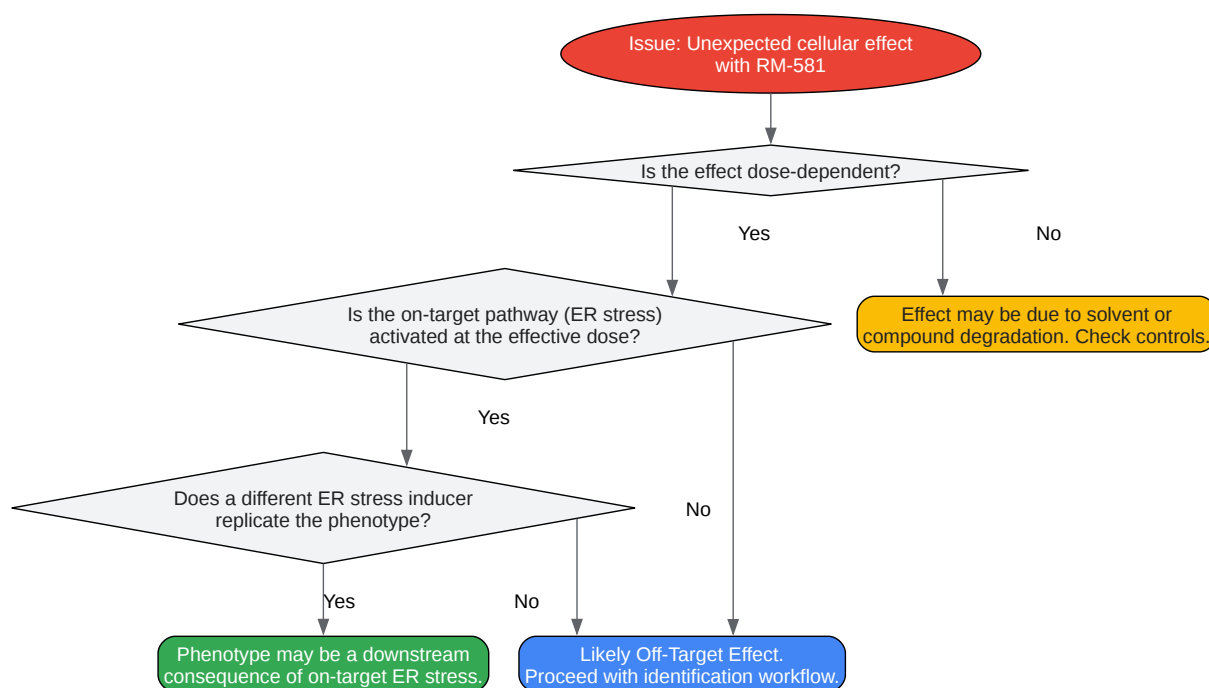 Issue: Unexpected cellular effect
with RM-581
Is the effect dose-dependent?
Yes
No
Is the on-target pathway (ER stress)
activated at the effective dose?
Effect may be due to solvent or
compound degradation. Check controls.
Yes
Does a different ER stress inducer
replicate the phenotype?
No
Yes
No
Phenotype may be a downstream
consequence of on-target ER stress.
Likely Off-Target Effect.
Proceed with identification workflow.